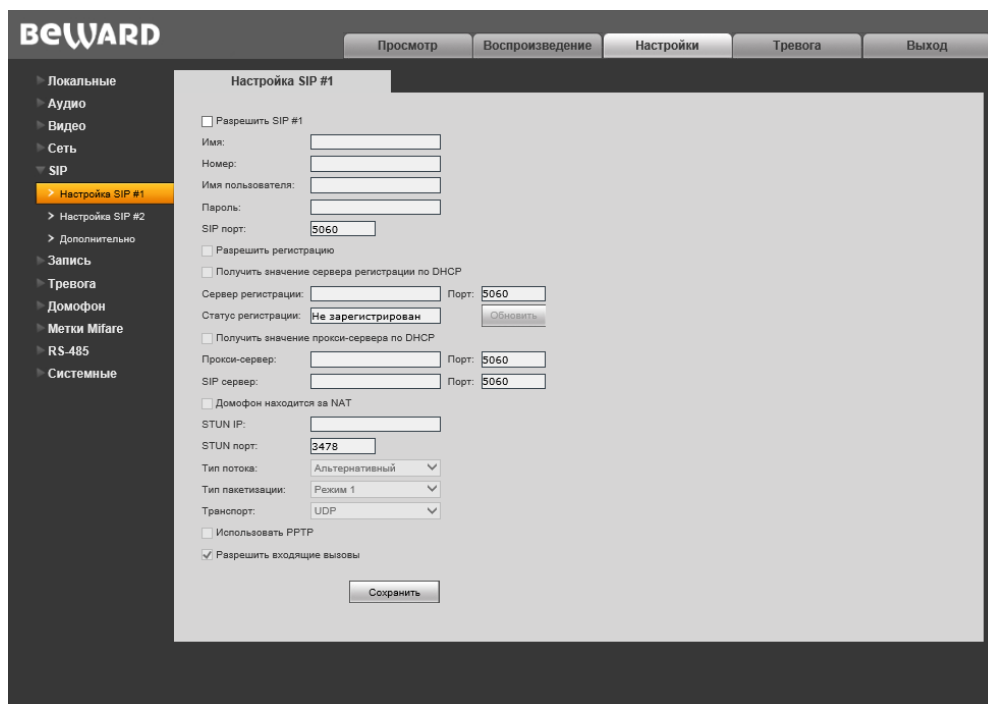 BEWARD
Просмотр Воспроизведение Настройки Тревога Выход
Локальные
Аудио
Видео
Сеть
SIP
> Настройка SIP #1
> Настройка SIP #2
> Дополнительно
Запись
Тревога
Домофон
Метки Mifare
RS-485
Системные
Настройка SIP #1
Разрешить SIP #1
Имя:
Номер:
Имя пользователя:
Пароль:
SIP порт: 5060
Разрешить регистрацию
Получить значение сервера регистрации по DHCP
Сервер регистрации: Порт: 5060
Статус регистрации: Не зарегистрирован Обновить
Получить значение прокси-сервера по DHCP
Прокси-сервер: Порт: 5060
SIP сервер: Порт: 5060
Домофон находится за NAT
STUN IP:
STUN порт: 3478
Тип потока: Альтернативный
Тип пакетизации: Режим 1
Транспорт: UDP
Использовать PPTP
Разрешить входящие вызовы
Сохранить